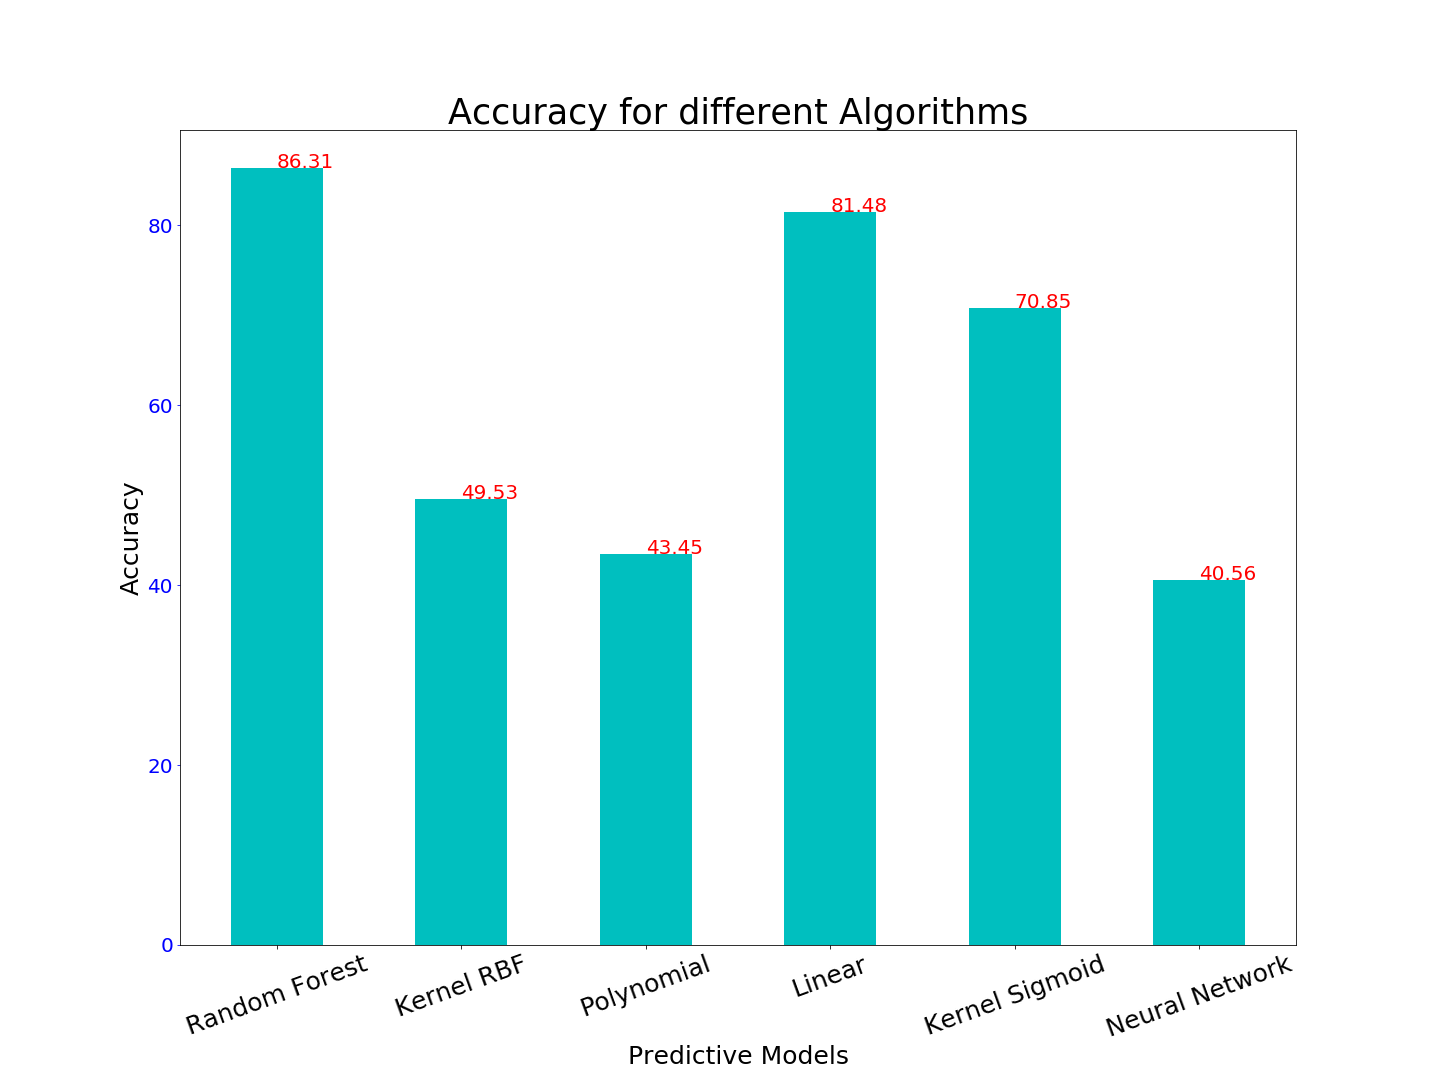 Accuracy for different Algorithms
86.31
81.48
80
70.85
60
49.53
43.45
40.56
40
20
0
Accuracy
Random Forest
Kernel RBF
Polynomial
Linear
Kernel Sigmoid
Neural Network
Predictive Models